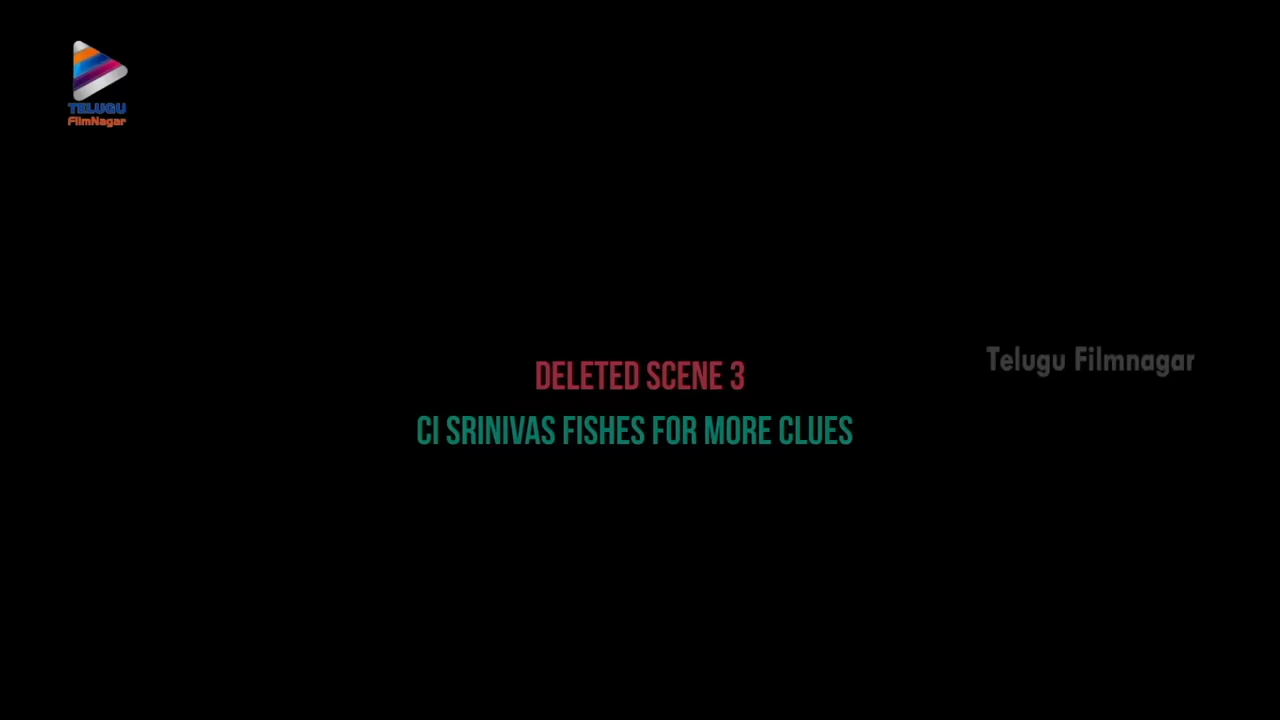 TELUGU
FilmNagar
Telugu Filmnagar
DELETED SCENE 3
CI SRINIVAS FISHES FOR MORE CLUES